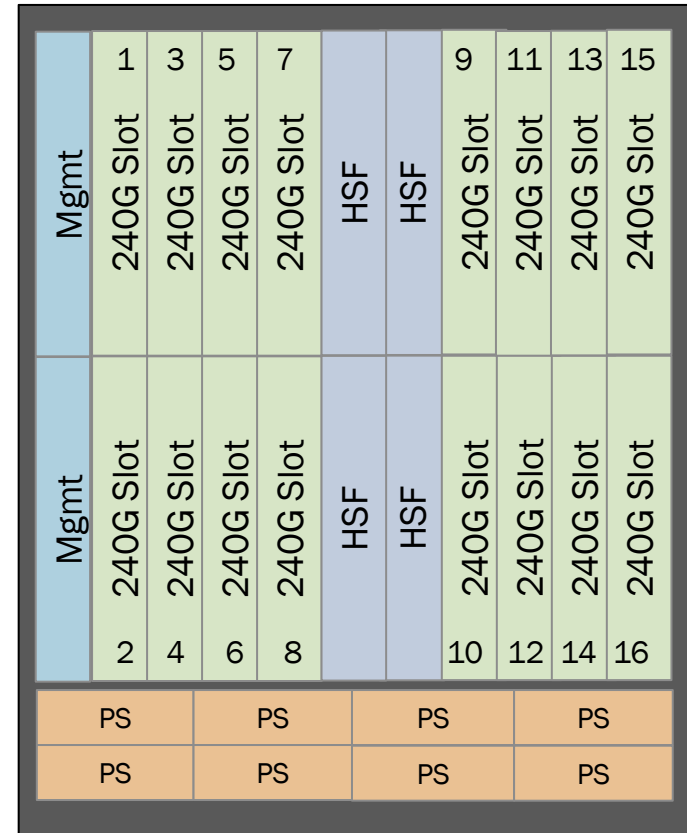 1 3 5 7 9 11 13 15
Mgmt 240G Slot 240G Slot 240G Slot 240G Slot HSF HSF 240G Slot 240G Slot 240G Slot 240G Slot
Mgmt 240G Slot 240G Slot 240G Slot 240G Slot HSF HSF 240G Slot 240G Slot 240G Slot 240G Slot
2 4 6 8 10 12 14 16
PS PS PS PS
PS PS PS PS